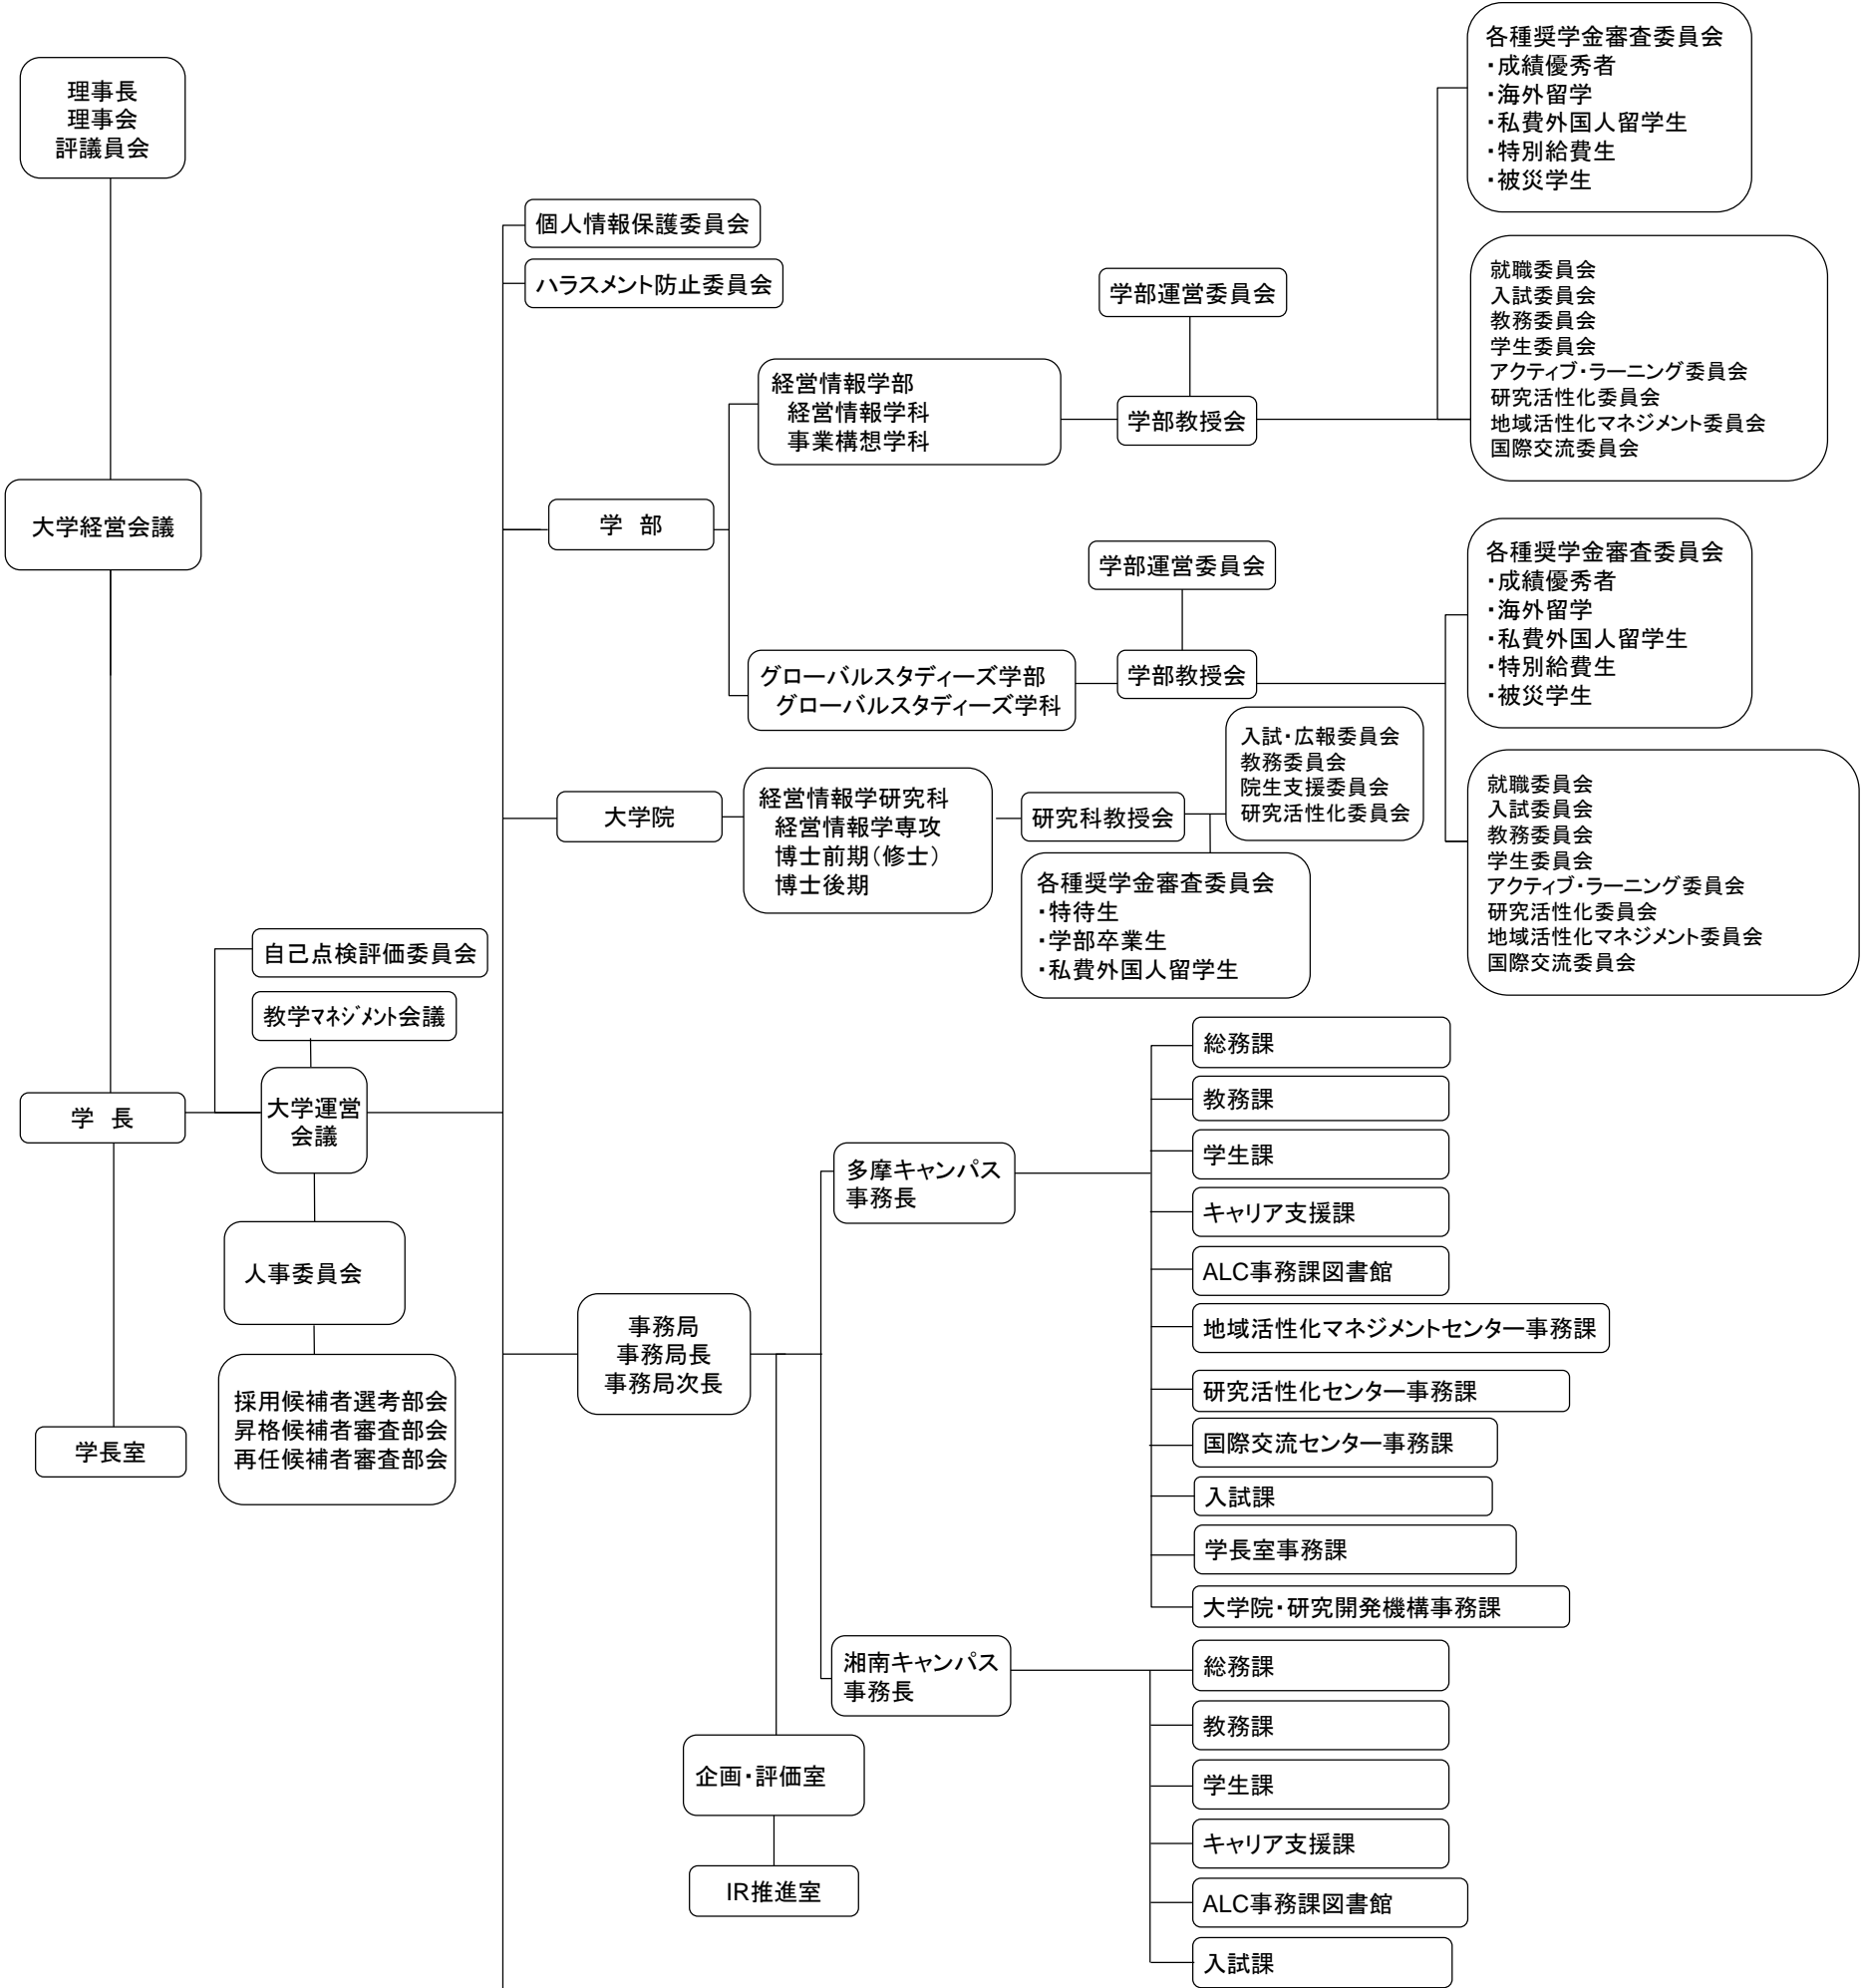 理事長
理事会
評議員会
大学経営会議
学 長
学長室
自己点検評価委員会
教学マネジメント会議
大学運営
会議
人事委員会
採用候補者選考部会
昇格候補者審査部会
再任候補者審査部会
個人情報保護委員会
ハラスメント防止委員会
学 部
経営情報学部
経営情報学科
事業構想学科
学部運営委員会
学部教授会
各種奨学金審査委員会
・成績優秀者
・海外留学
・私費外国人留学生
・特別給費生
・被災学生
就職委員会
入試委員会
教務委員会
学生委員会
アクティブ・ラーニング委員会
研究活性化委員会
地域活性化マネジメント委員会
国際交流委員会
グローバルスタディーズ学部
グローバルスタディーズ学科
学部運営委員会
学部教授会
各種奨学金審査委員会
・成績優秀者
・海外留学
・私費外国人留学生
・特別給費生
・被災学生
就職委員会
入試委員会
教務委員会
学生委員会
アクティブ・ラーニング委員会
研究活性化委員会
地域活性化マネジメント委員会
国際交流委員会
大学院
経営情報学研究科
経営情報学専攻
博士前期（修士）
博士後期
研究科教授会
入試・広報委員会
教務委員会
院生支援委員会
研究活性化委員会
各種奨学金審査委員会
・特待生
・学部卒業生
・私費外国人留学生
事務局
事務局長
事務局次長
多摩キャンパス
事務長
総務課
教務課
学生課
キャリア支援課
ALC事務課図書館
地域活性化マネジメントセンター事務課
研究活性化センター事務課
国際交流センター事務課
入試課
学長室事務課
大学院・研究開発機構事務課
湘南キャンパス
事務長
総務課
教務課
学生課
キャリア支援課
ALC事務課図書館
入試課
企画・評価室
IR推進室